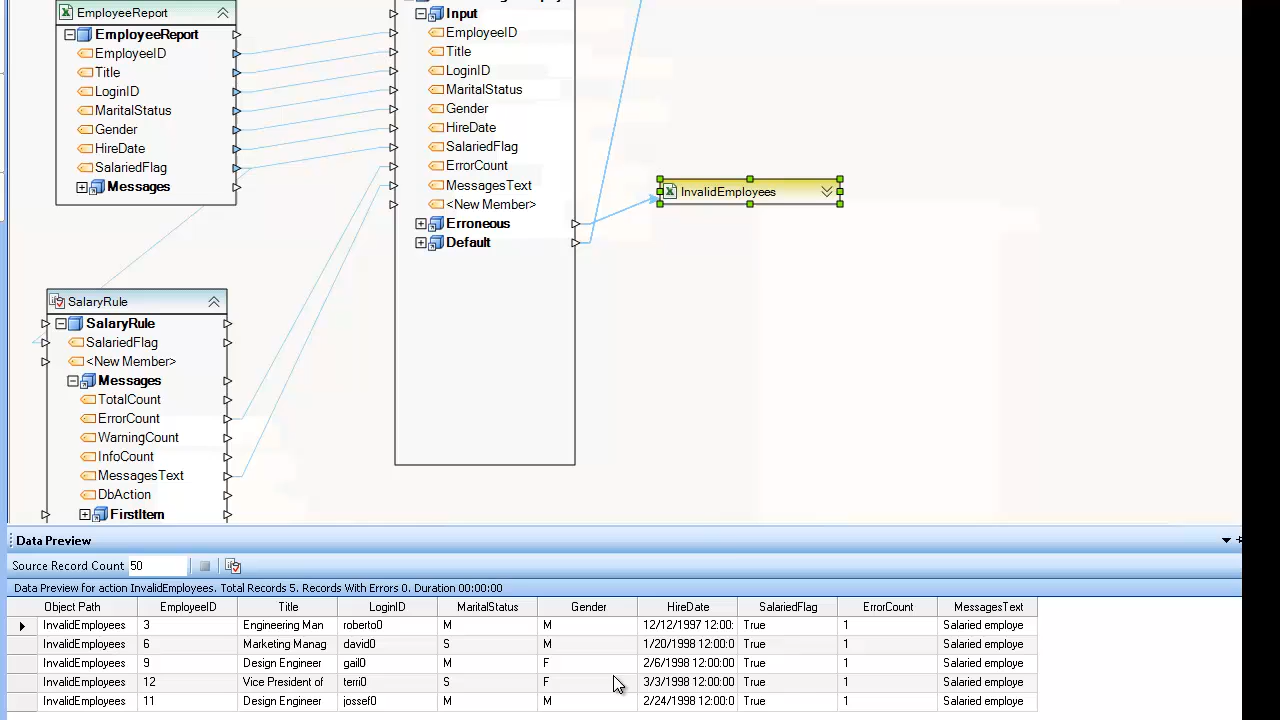 EmployeeReport
EmployeeReport
EmployeeID
Title
LoginID
MaritalStatus
Gender
HireDate
SalariedFlag
Messages
Input
EmployeeID
Title
LoginID
MaritalStatus
Gender
HireDate
SalariedFlag
ErrorCount
MessagesText
<New Member>
Erroneous
Default
InvalidEmployees
SalaryRule
SalaryRule
SalariedFlag
<New Member>
Messages
TotalCount
ErrorCount
WarningCount
InfoCount
MessagesText
DbAction
FirstItem
Data Preview
Source Record Count 50
Data Preview for action InvalidEmployees. Total Records 5. Records With Errors 0. Duration 00:00:00
Object Path EmployeeID Title LoginID MaritalStatus Gender HireDate SalariedFlag ErrorCount MessagesText
InvalidEmployees 3 Engineering Man roberto0 M M 12/12/1997 12:00: True 1 Salaried employe
InvalidEmployees 6 Marketing Manag david0 S M 1/20/1998 12:00:0 True 1 Salaried employe
InvalidEmployees 9 Design Engineer gail0 M F 2/6/1998 12:00:00 True 1 Salaried employe
InvalidEmployees 12 Vice President of terri0 S F 3/3/1998 12:00:00 True 1 Salaried employe
InvalidEmployees 11 Design Engineer jossef0 M M 2/24/1998 12:00:0 True 1 Salaried employe